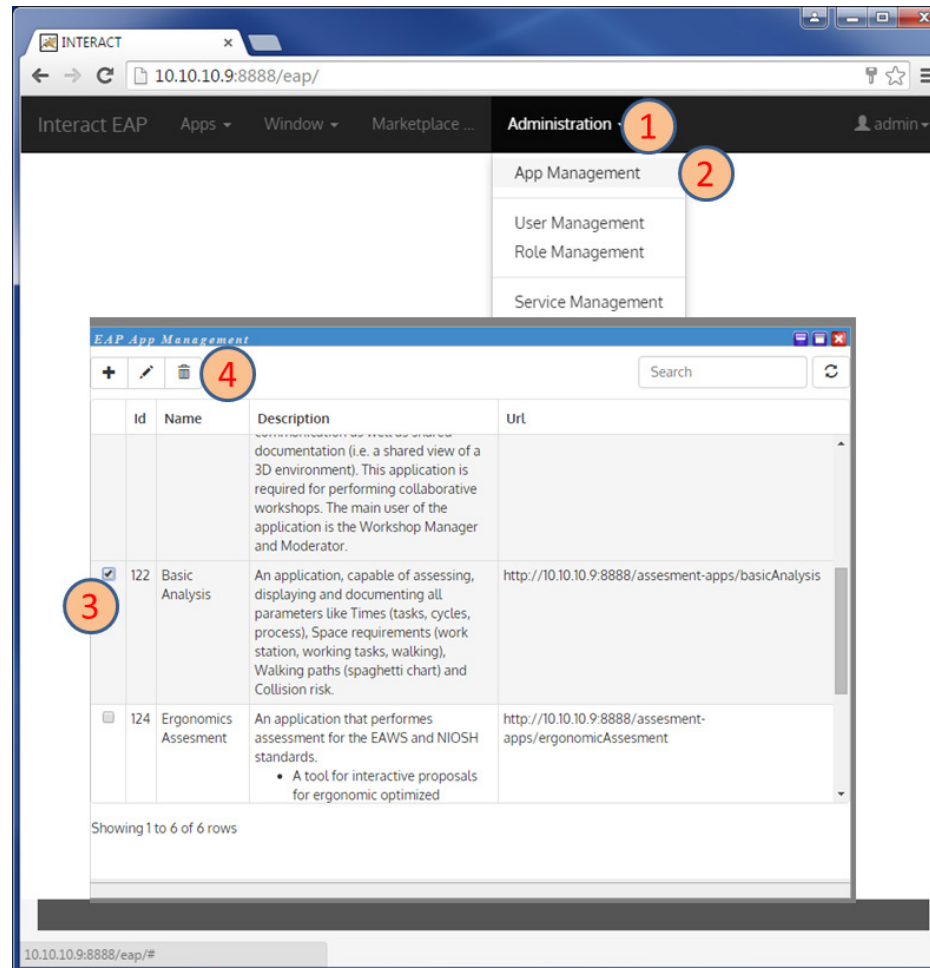 INTERACT
10.10.10.9:8888/eap/
Interact EAP Apps Window Marketplace ... Administration 1 admin
App Management 2
User Management
Role Management
Service Management
EAP App Management
4
Search
Id Name Description Url
communication as well as shared
documentation (i.e. a shared view of a
3D environment). This application is
required for performing collaborative
workshops. The main user of the
application is the Workshop Manager
and Moderator.
3
122 Basic Analysis
An application, capable of assessing,
displaying and documenting all
parameters like Times (tasks, cycles,
process), Space requirements (work
station, working tasks, walking),
Walking paths (spaghetti chart) and
Collision risk.
http://10.10.10.9:8888/assesment-apps/basicAnalysis
124 Ergonomics
Assesment
An application that performes
assessment for the EAWS and NIOSH
standards.
• A tool for interactive proposals
for ergonomic optimized
http://10.10.10.9:8888/assesment-
apps/ergonomicAssesment
Showing 1 to 6 of 6 rows
10.10.10.9:8888/eap/#